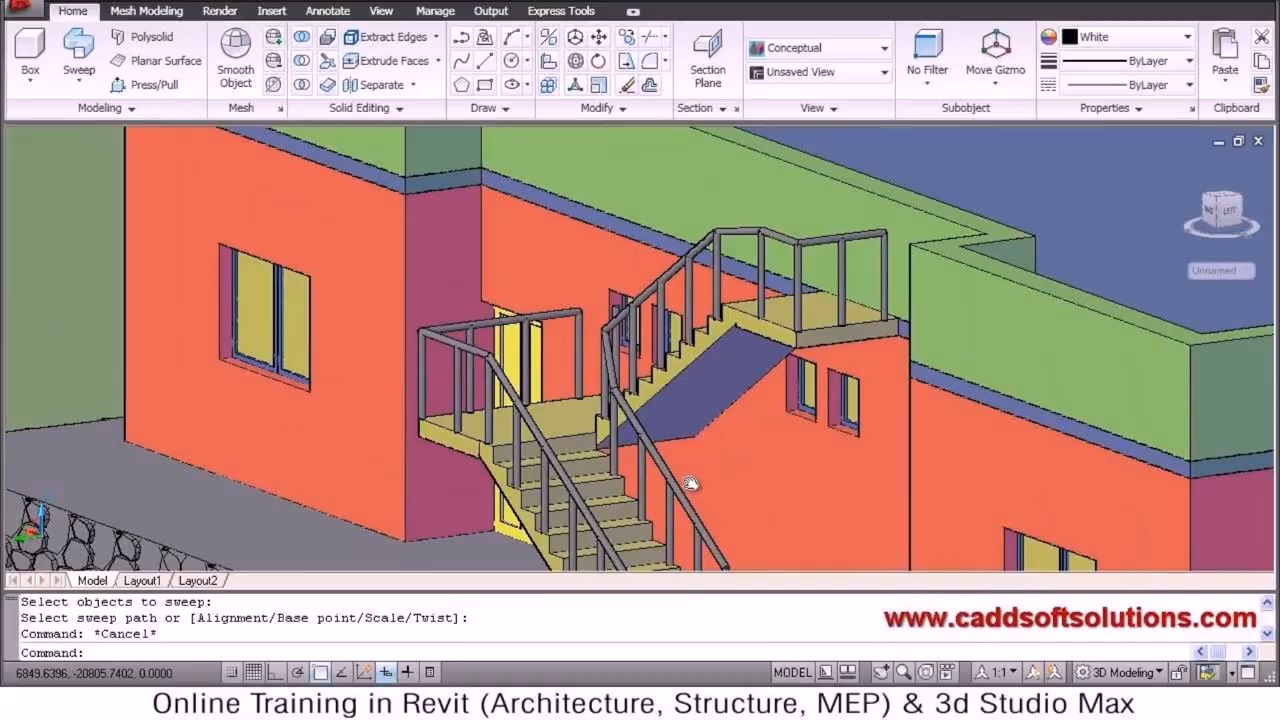 Home Mesh Modeling Render Insert Annotate View Manage Output Express Tools
Box
Sweep
Polysolid
Planar Surface
Press/Pull
Smooth
Object
Extract Edges
Extrude Faces
Separate
Section
Plane
Conceptual
Unsaved View
No Filter
Move Gizmo
White
ByLayer
ByLayer
Paste
Modeling Mesh Solid Editing Draw Modify Section View Subobject Properties Clipboard
LEFT
Unnamed
Model Layout1 Layout2
Select objects to sweep:
Select sweep path or [Alignment/Base point/Scale/Twist]:
Command: *Cancel*
Command:
www.caddsoftsolutions.com
6849.6396, -20805.7402, 0.0000 MODEL 1:1 3D Modeling
Online Training in Revit (Architecture, Structure, MEP) & 3d Studio Max